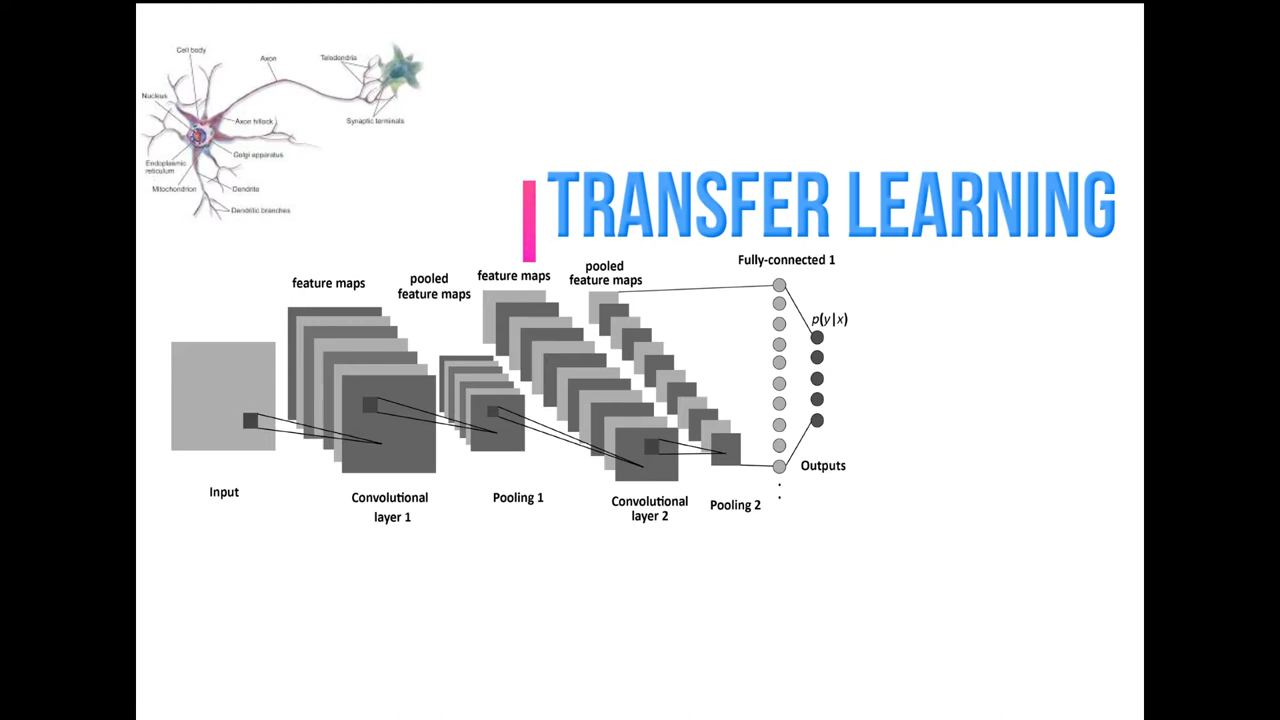 Cell body
Axon
Telodendria
Nucleus
Axon hillock
Synaptic terminals
Golgi apparatus
Endoplasmic
reticulum
Mitochondrion
Dendrite
Dendritic branches
TRANSFER LEARNING
feature maps
pooled
feature maps
feature maps
pooled
feature maps
Fully-connected 1
p(y|x)
Outputs
Input
Convolutional
layer 1
Pooling 1
Convolutional
layer 2
Pooling 2